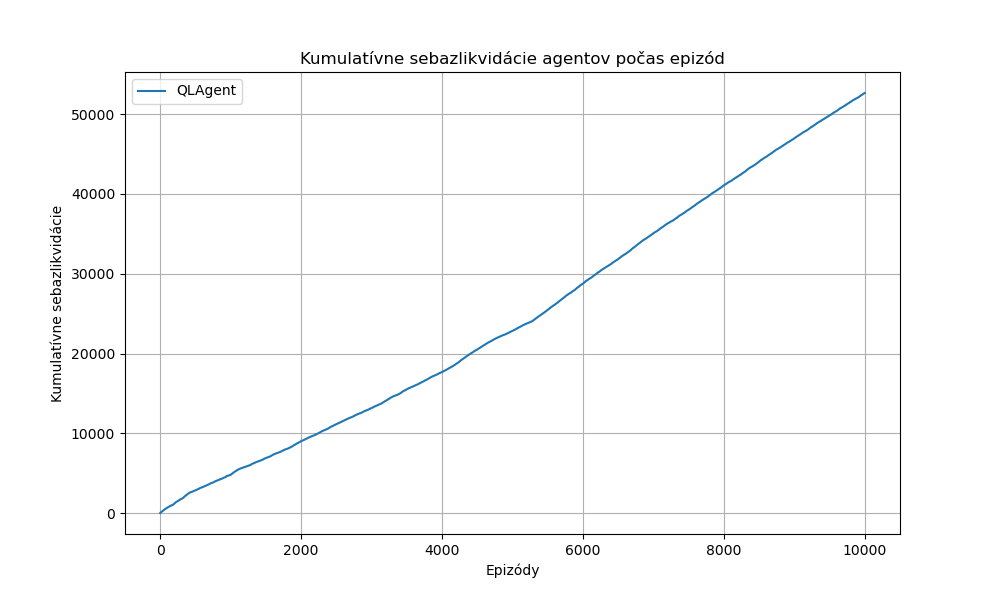 Kumulatívne sebazlikvidácie agentov počas epizód
QLAgent
Kumulatívne sebazlikvidácie
50000
40000
30000
20000
10000
0
0 2000 4000 6000 8000 10000
Epizódy